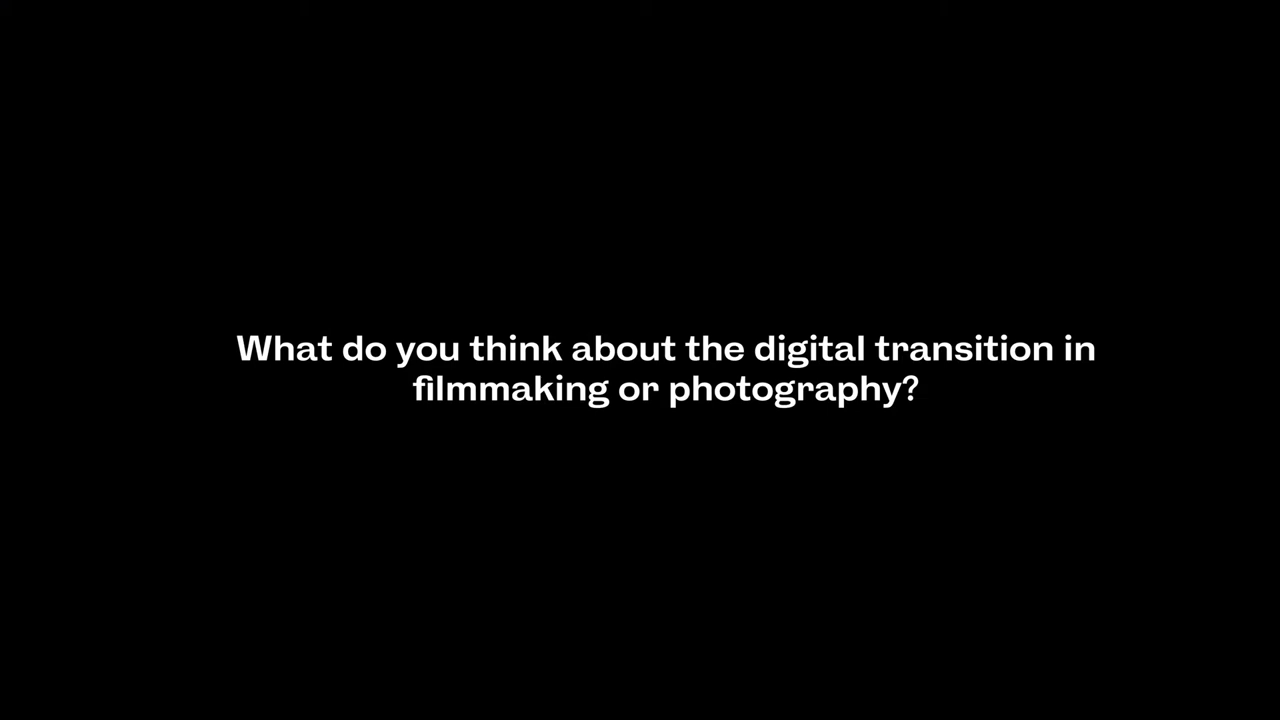 What do you think about the digital transition in
filmmaking or photography?